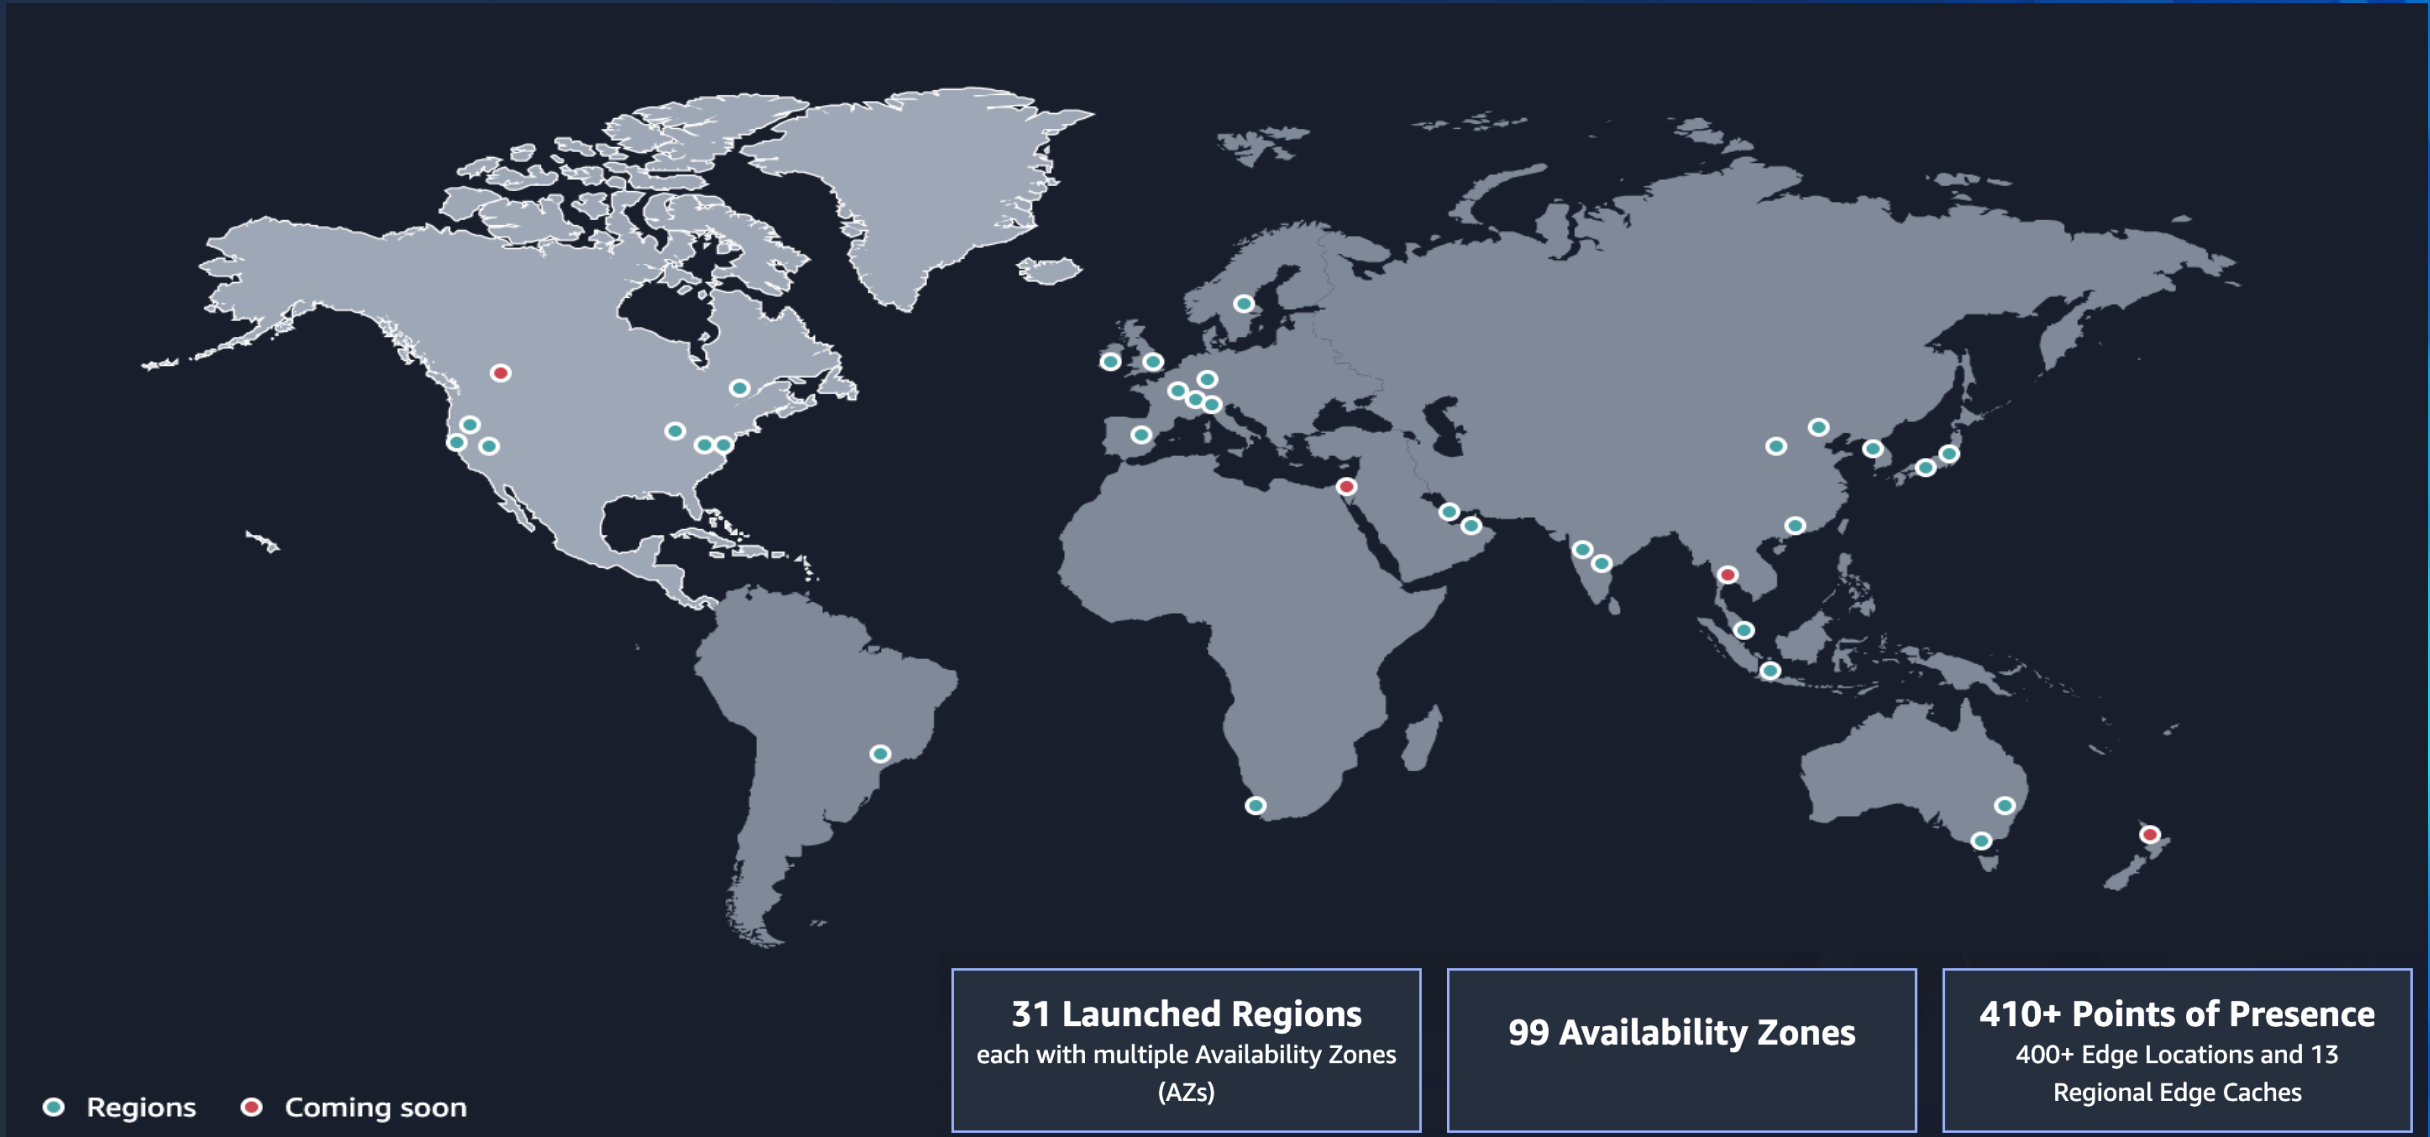 31 Launched Regions
each with multiple Availability Zones
(AZs)
99 Availability Zones
410+ Points of Presence
400+ Edge Locations and 13
Regional Edge Caches
Regions
Coming soon